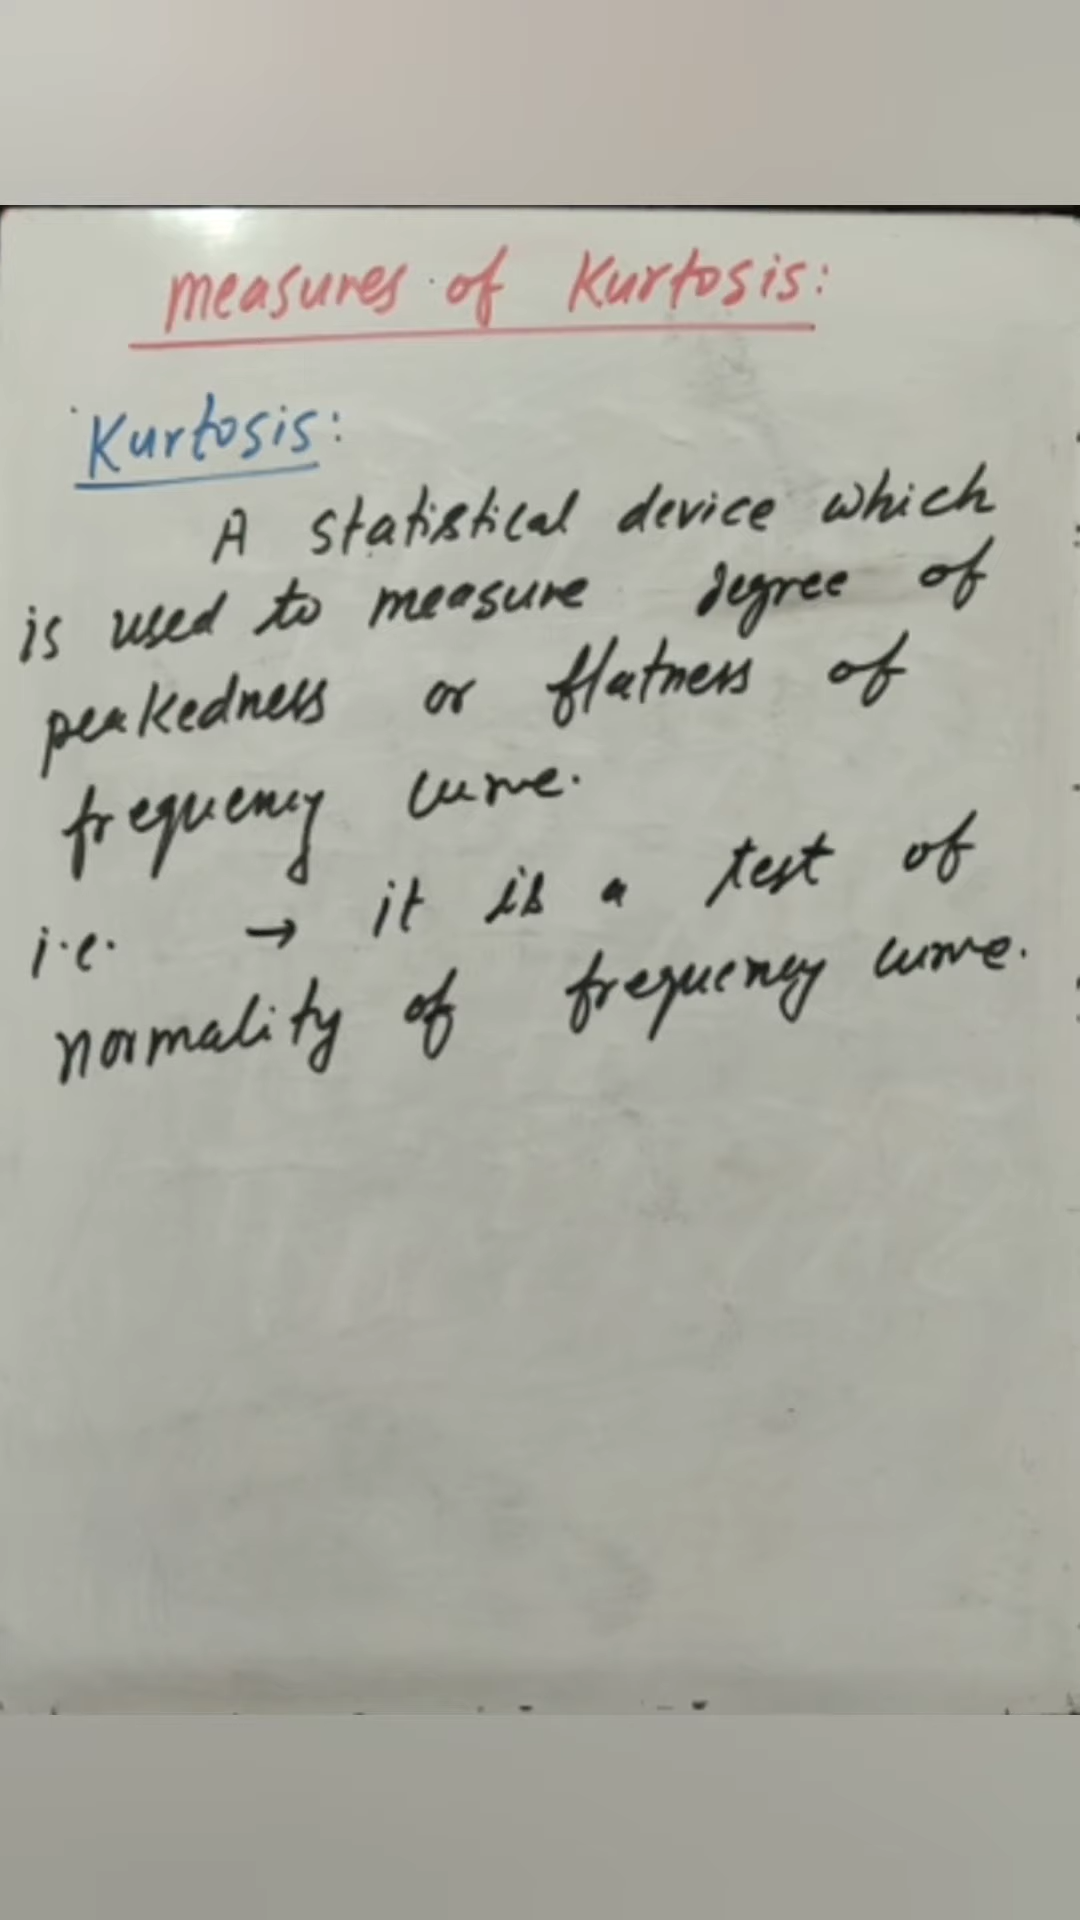 Measures of Kurtosis:
Kurtosis:
A statistical device which
is used to measure degree of
peakedness or flatness of
frequency curve.
i.e. → it is a test of
normality of frequency curve.